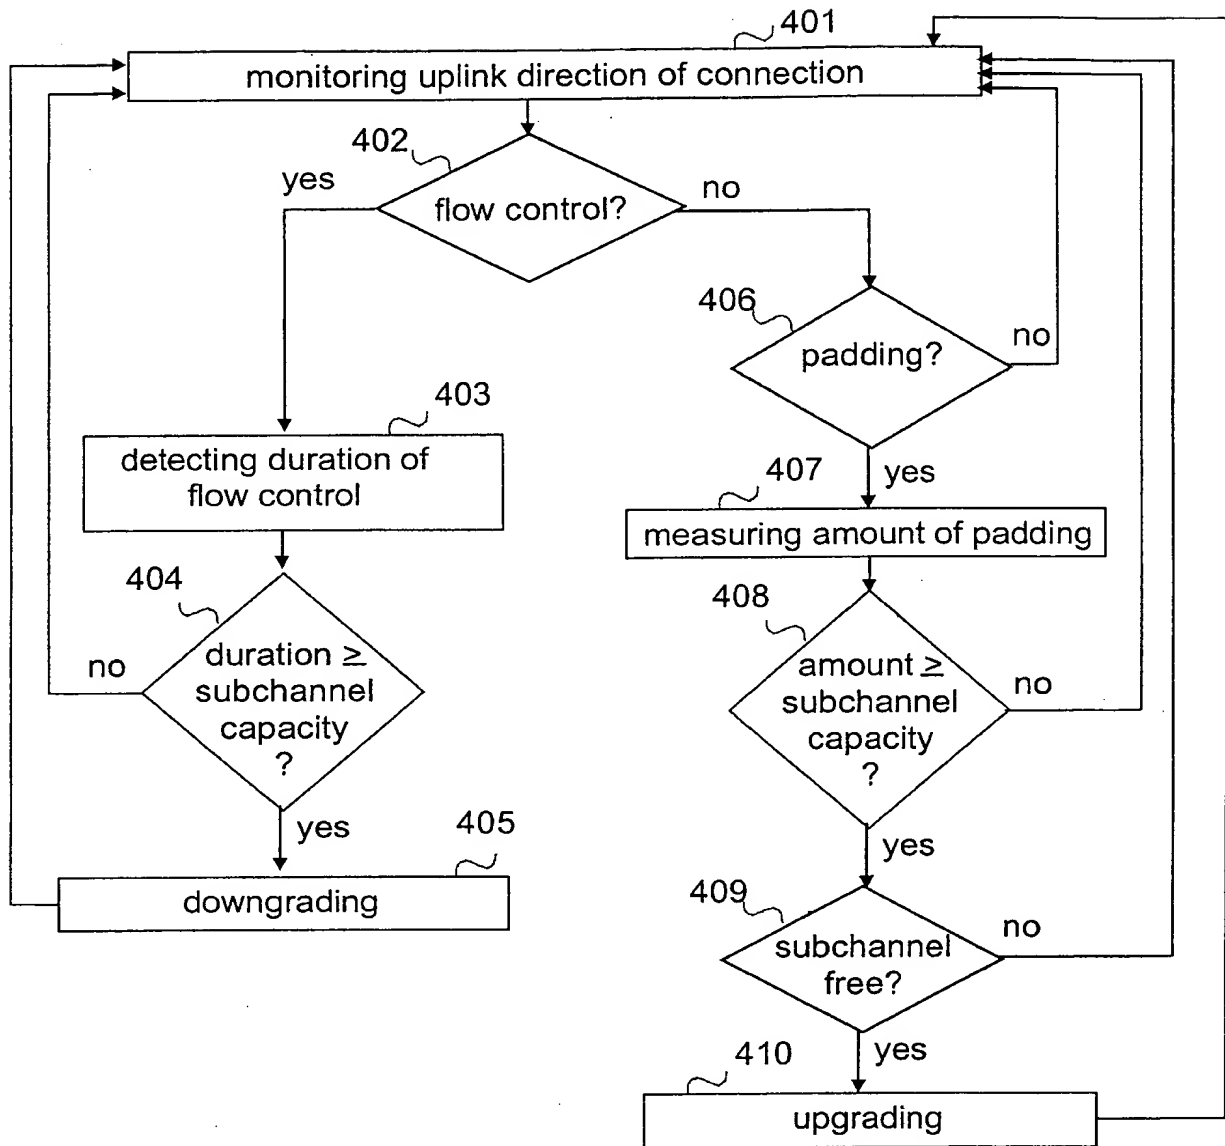 401
monitoring uplink direction of connection
402
yes
flow control?
no
406
padding?
no
403
detecting duration of
flow control
yes
407
measuring amount of padding
404
duration ≥
subchannel
capacity
?
no
408
amount ≥
subchannel
capacity
?
no
yes
405
downgrading
yes
409
subchannel
free?
no
yes
410
upgrading